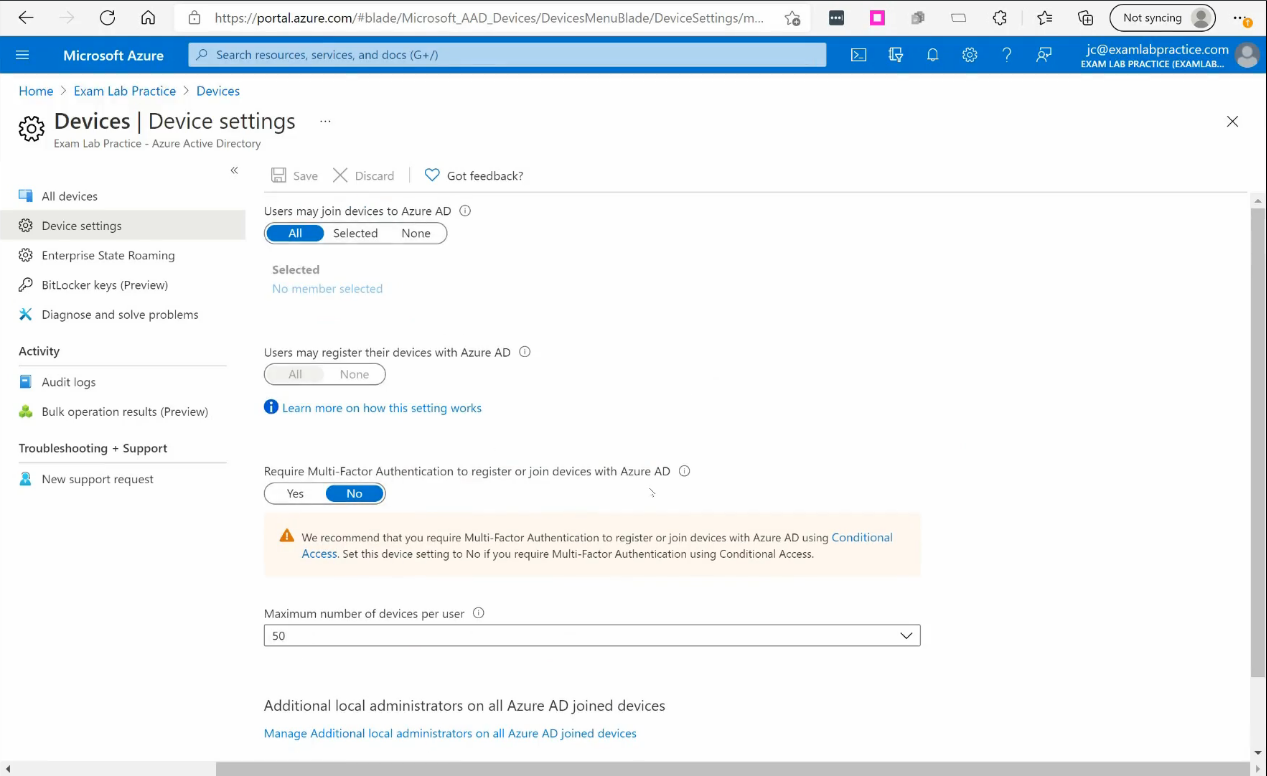 https://portal.azure.com/#blade/Microsoft_AAD_Devices/DevicesMenuBlade/DeviceSettings/m...
Not syncing
Microsoft Azure
Search resources, services, and docs (G+/)
jc@examlabpractice.com
EXAM LAB PRACTICE (EXAMLAB...
Home > Exam Lab Practice > Devices
Devices | Device settings ...
Exam Lab Practice - Azure Active Directory
«
Save
Discard
Got feedback?
All devices
Device settings
Enterprise State Roaming
BitLocker keys (Preview)
Diagnose and solve problems
Activity
Audit logs
Bulk operation results (Preview)
Troubleshooting + Support
New support request
Users may join devices to Azure AD
All Selected None
Selected
No member selected
Users may register their devices with Azure AD
All None
Learn more on how this setting works
Require Multi-Factor Authentication to register or join devices with Azure AD
Yes No
We recommend that you require Multi-Factor Authentication to register or join devices with Azure AD using Conditional
Access. Set this device setting to No if you require Multi-Factor Authentication using Conditional Access.
Maximum number of devices per user
50
Additional local administrators on all Azure AD joined devices
Manage Additional local administrators on all Azure AD joined devices